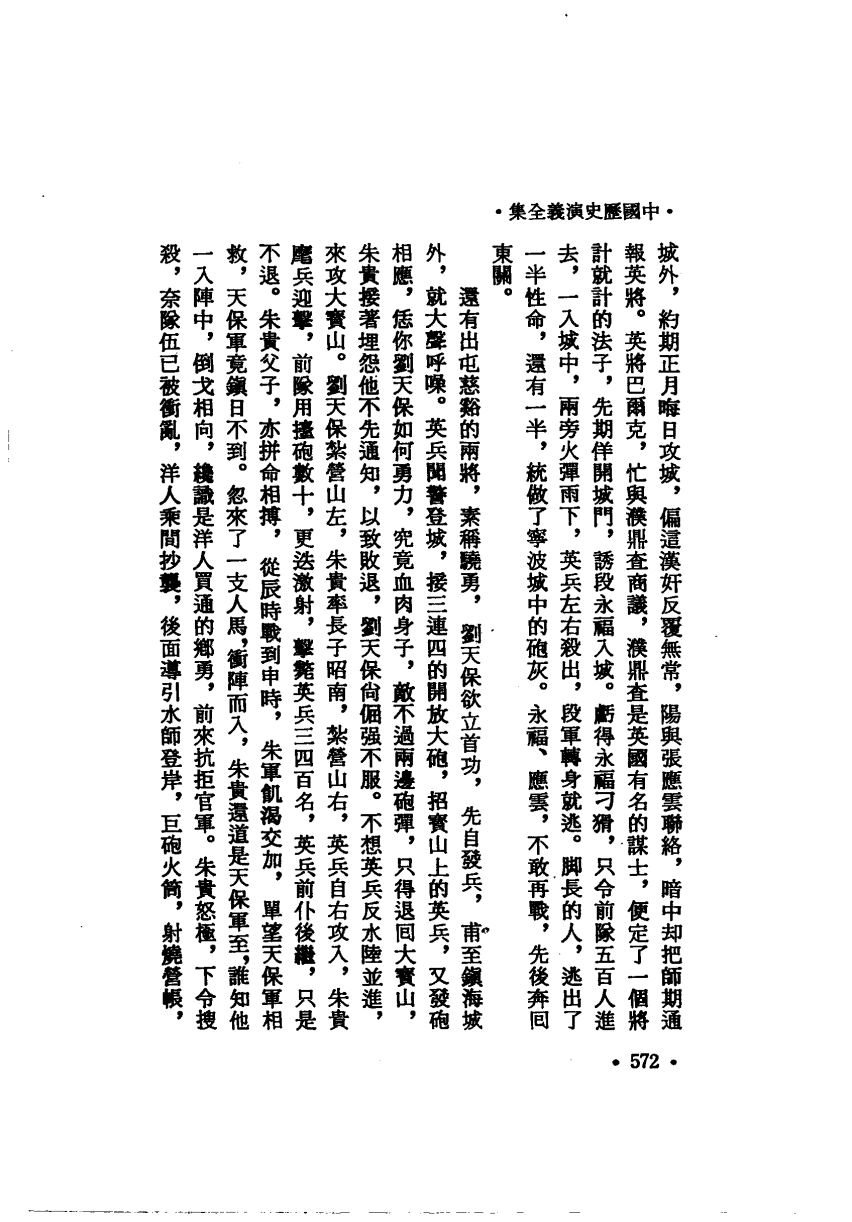 •中國歷史演義全集•
城外，約期正月晦日攻城，偏這漢奸反覆無常，陽與張應雲聯絡，暗中却把師期通
報英將。英將巴爾克，忙與濮鼎查商議，濮鼎查是英國有名的謀士，便定了一個將
計就計的法子，先期佯開城門，誘段永福入城。虧得永福刁猾，只令前隊五百人進
去，一入城中，兩旁火彈雨下，英兵左右殺出，段軍轉身就逃。脚長的人，逃出了
一半性命，還有一半，統做了寧波城中的砲灰。永福、應雲，不敢再戰，先後奔回
東關。
還有出屯慈谿的兩將，素稱驍勇，劉天保欲立首功，先自發兵，甫至鎮海城
外，就大聲呼噪。英兵聞警登城，接三連四的開放大砲，招寶山上的英兵，又發砲
相應，恁你劉天保如何勇力，究竟血肉身子，敵不過兩邊砲彈，只得退回大寶山，
朱貴接著埋怨他不先通知，以致敗退，劉天保尙倔强不服。不想英兵反水陸並進，
來攻大寶山。劉天保紮營山左，朱貴率長子昭南，紮營山右，英兵自右攻入，朱貴
麾兵迎擊，前隊用擡砲數十，更迭激射，擊斃英兵三四百名，英兵前仆後繼，只是
不退。朱貴父子，亦拼命相搏，從辰時戰到申時，朱軍飢渴交加，單望天保軍相
救，天保軍竟鎮日不到。忽來了一支人馬，衝陣而入，朱貴還道是天保軍至，誰知他
一入陣中，倒戈相向，纔識是洋人買通的鄉勇，前來抗拒官軍。朱貴怒極，下令搜
殺，奈隊伍已被衝亂，洋人乘間抄襲，後面導引水師登岸，巨砲火筒，射燒營帳，
•572•